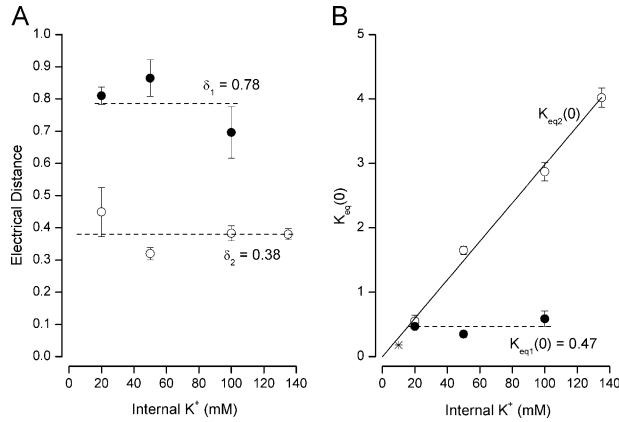 A
B
1.0
0.9
0.8
0.7
0.6
0.5
0.4
0.3
0.2
0.1
0.0
Electrical Distance
δ1 = 0.78
δ2 = 0.38
0 20 40 60 80 100 120 140
Internal K+ (mM)
5
4
3
2
1
0
Keq(0)
Keq2(0)
Keq1(0) = 0.47
0 20 40 60 80 100 120 140
Internal K+ (mM)